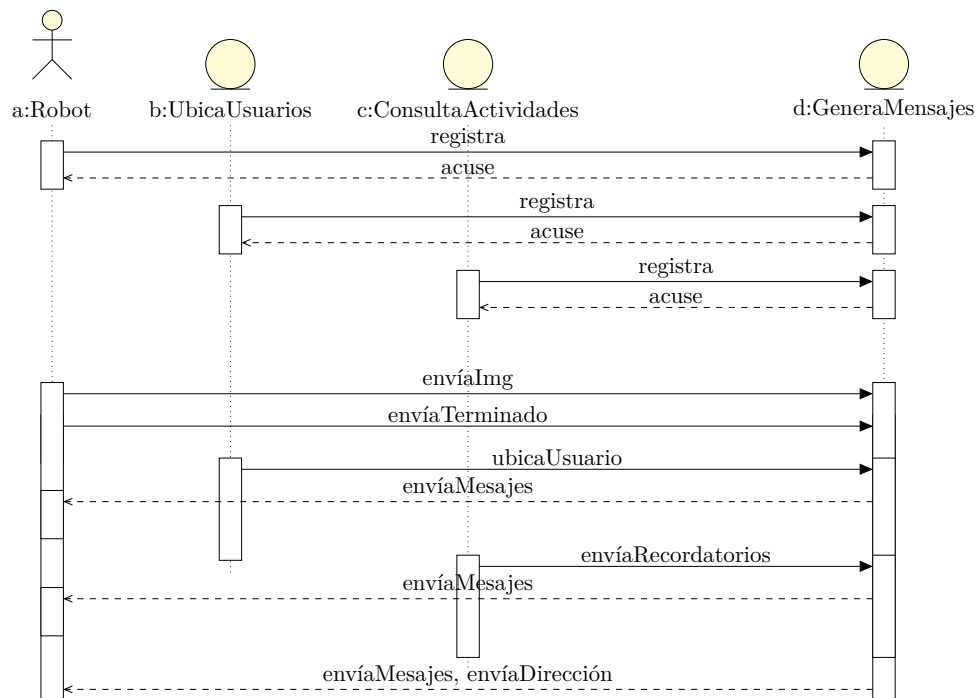 a:Robot
b:UbicaUsuarios
c:ConsultaActividades
d:GeneraMensajes
registra
acuse
registra
acuse
registra
acuse
envíaImg
envíaTerminado
ubicaUsuario
envíaMesajes
envíaRecordatorios
envíaMesajes
envíaMesajes, envíaDirección